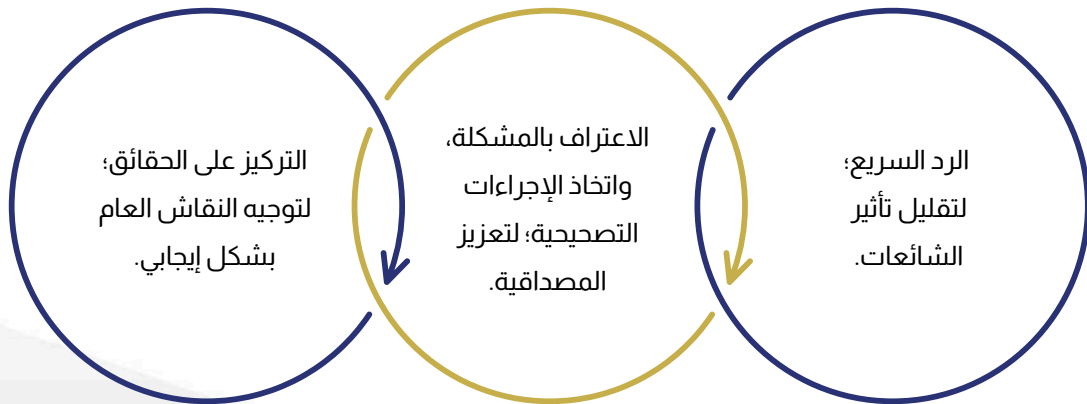 الرد السريع؛
لتقليل تأثير
الشائعات.
الاعتراف بالمشكلة،
واتخاذ الإجراءات
التصحيحية؛ لتعزيز
المصداقية.
التركيز على الحقائق؛
لتوجيه النقاش العام
بشكل إيجابي.